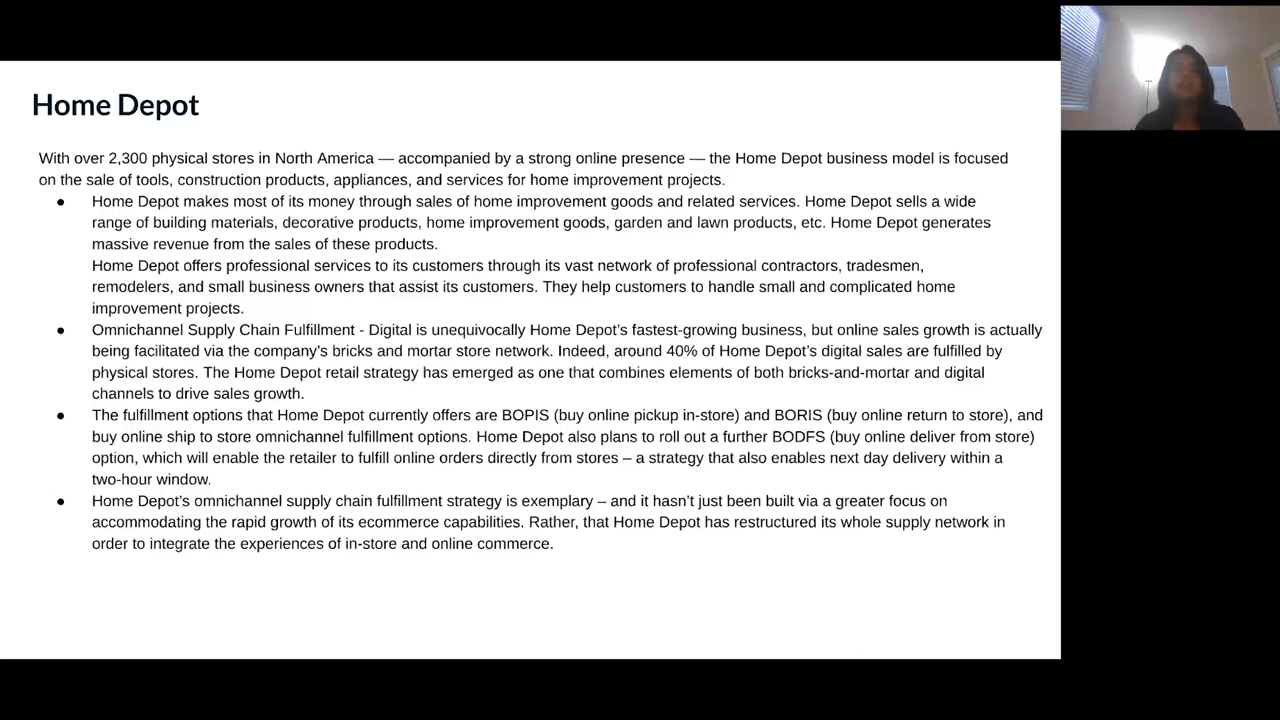 Home Depot
With over 2,300 physical stores in North America — accompanied by a strong online presence — the Home Depot business model is focused
on the sale of tools, construction products, appliances, and services for home improvement projects.
● Home Depot makes most of its money through sales of home improvement goods and related services. Home Depot sells a wide
range of building materials, decorative products, home improvement goods, garden and lawn products, etc. Home Depot generates
massive revenue from the sales of these products.
Home Depot offers professional services to its customers through its vast network of professional contractors, tradesmen,
remodelers, and small business owners that assist its customers. They help customers to handle small and complicated home
improvement projects.
● Omnichannel Supply Chain Fulfillment - Digital is unequivocally Home Depot’s fastest-growing business, but online sales growth is actually
being facilitated via the company's bricks and mortar store network. Indeed, around 40% of Home Depot’s digital sales are fulfilled by
physical stores. The Home Depot retail strategy has emerged as one that combines elements of both bricks-and-mortar and digital
channels to drive sales growth.
● The fulfillment options that Home Depot currently offers are BOPIS (buy online pickup in-store) and BORIS (buy online return to store), and
buy online ship to store omnichannel fulfillment options. Home Depot also plans to roll out a further BODFS (buy online deliver from store)
option, which will enable the retailer to fulfill online orders directly from stores – a strategy that also enables next day delivery within a
two-hour window.
● Home Depot’s omnichannel supply chain fulfillment strategy is exemplary – and it hasn’t just been built via a greater focus on
accommodating the rapid growth of its ecommerce capabilities. Rather, that Home Depot has restructured its whole supply network in
order to integrate the experiences of in-store and online commerce.